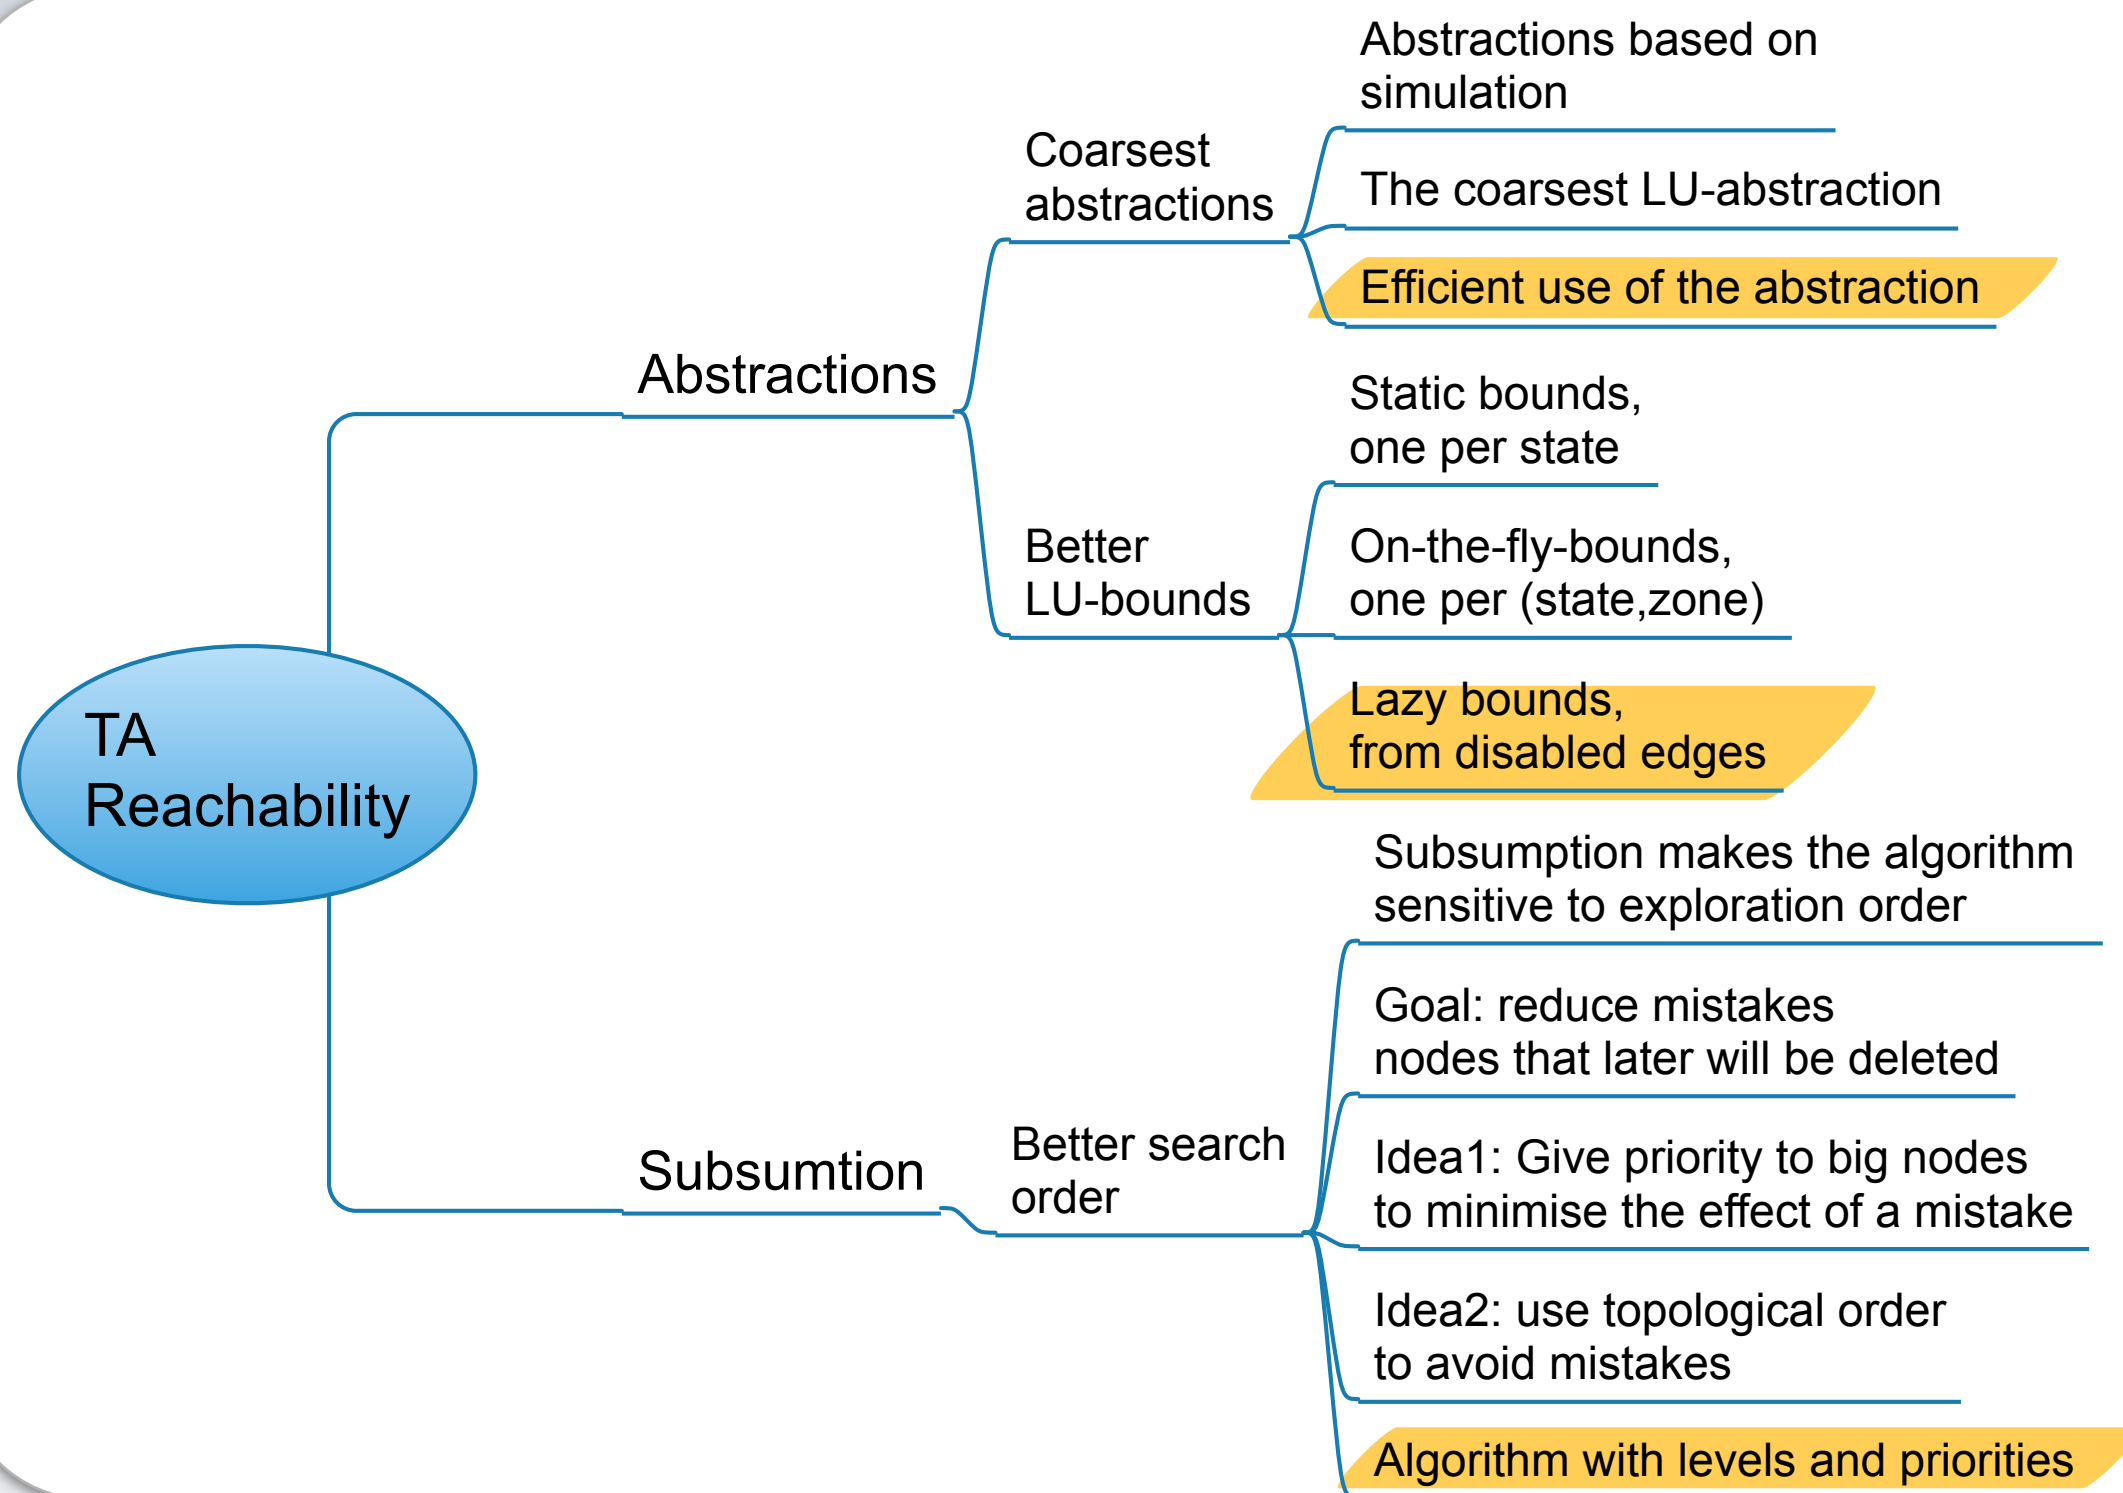 TA
Reachability
Abstractions
Coarsest
abstractions
Abstractions based on
simulation
The coarsest LU-abstraction
Efficient use of the abstraction
Better
LU-bounds
Static bounds,
one per state
On-the-fly-bounds,
one per (state,zone)
Lazy bounds,
from disabled edges
Subsumtion
Better search
order
Subsumption makes the algorithm
sensitive to exploration order
Goal: reduce mistakes
nodes that later will be deleted
Idea1: Give priority to big nodes
to minimise the effect of a mistake
Idea2: use topological order
to avoid mistakes
Algorithm with levels and priorities